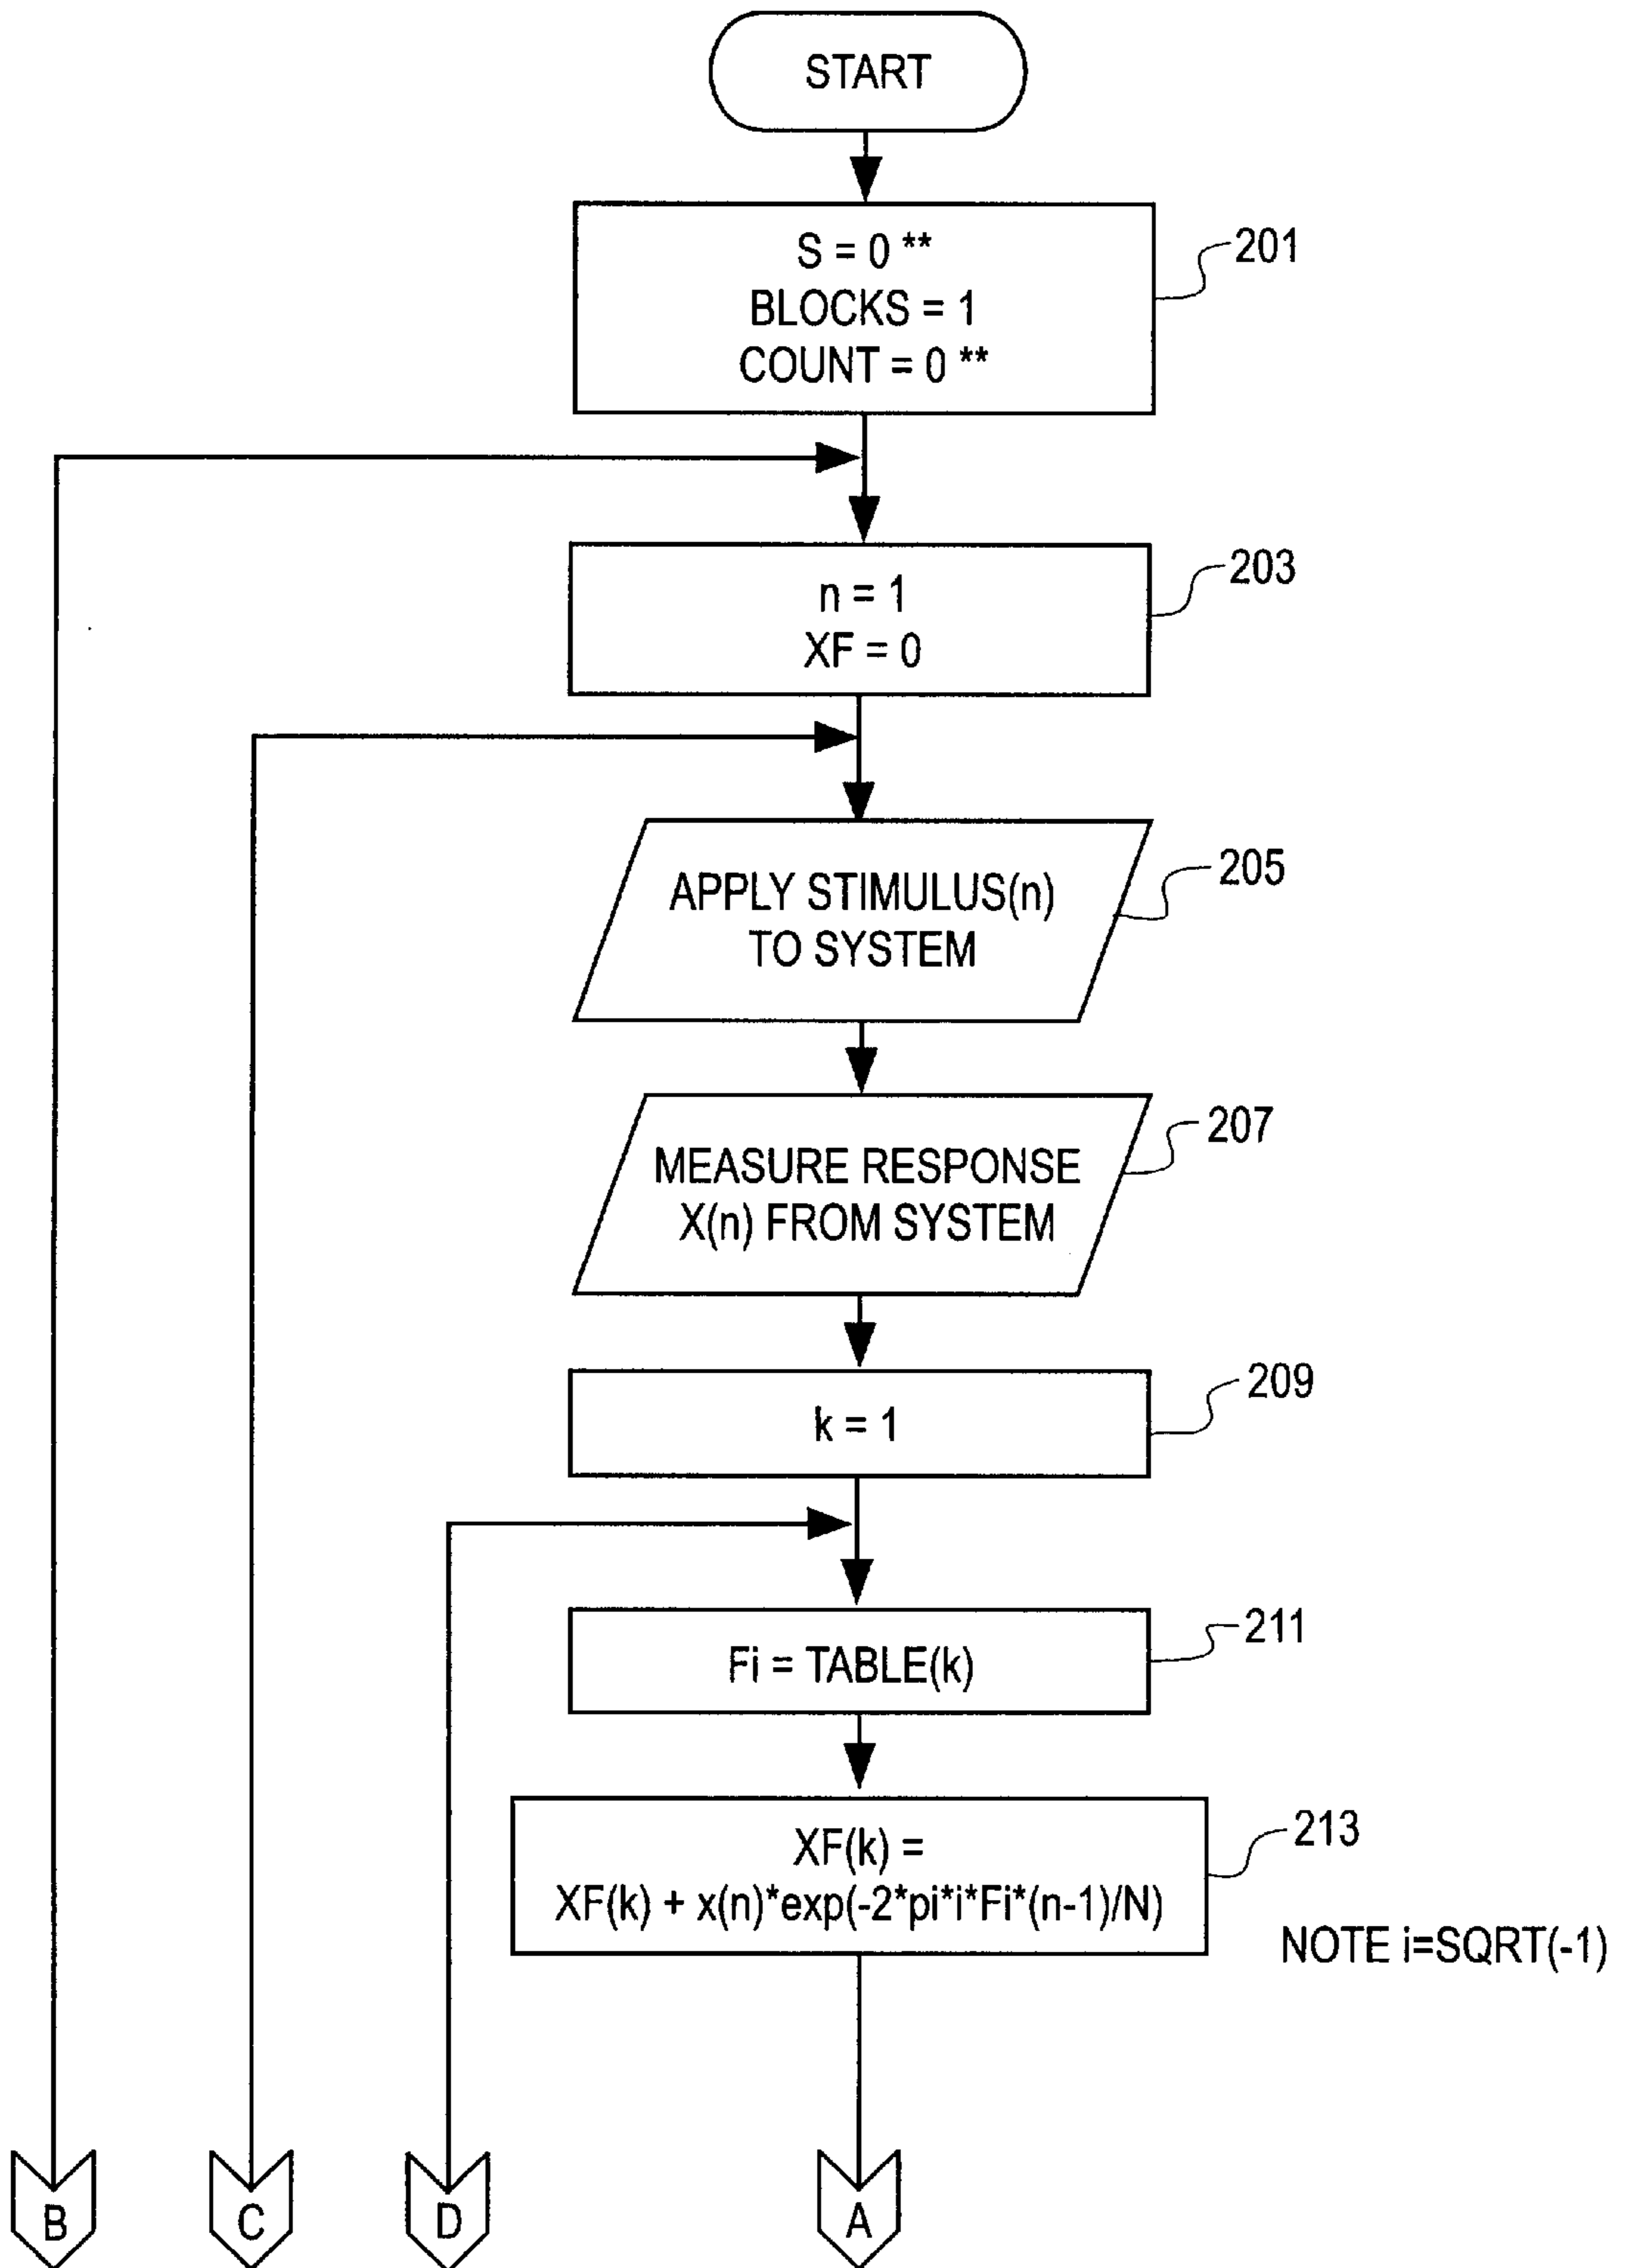 START
S = 0 **
BLOCKS = 1
COUNT = 0 **
201
n = 1
XF = 0
203
APPLY STIMULUS(n)
TO SYSTEM
205
MEASURE RESPONSE
X(n) FROM SYSTEM
207
k = 1
209
Fi = TABLE(k)
211
XF(k) =
XF(k) + x(n)*exp(-2*pi*i*Fi*(n-1)/N)
213
NOTE i=SQRT(-1)
B
C
D
A